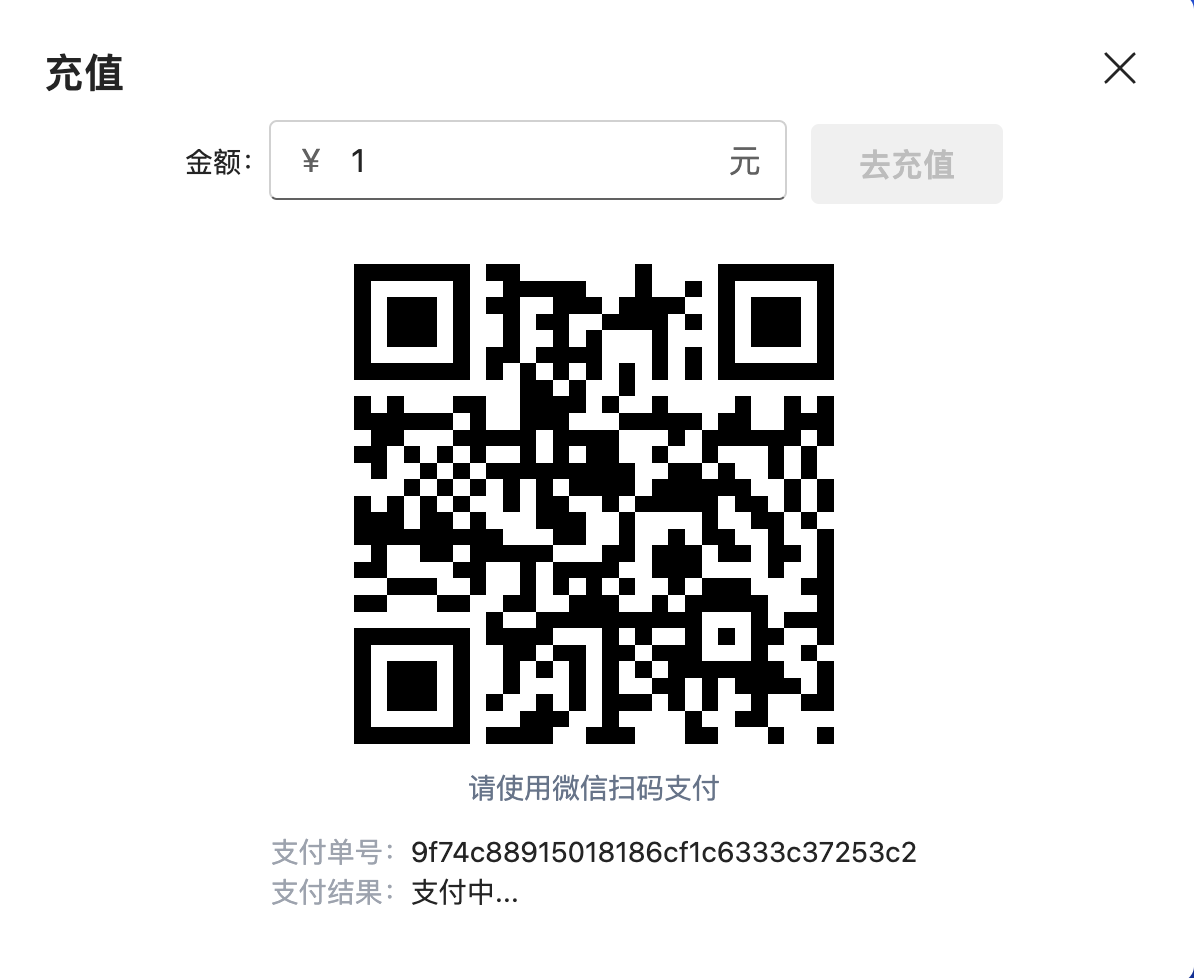 充值
金额： ¥ 1 元 去充值
请使用微信扫码支付
支付单号： 9f74c88915018186cf1c6333c37253c2
支付结果： 支付中...